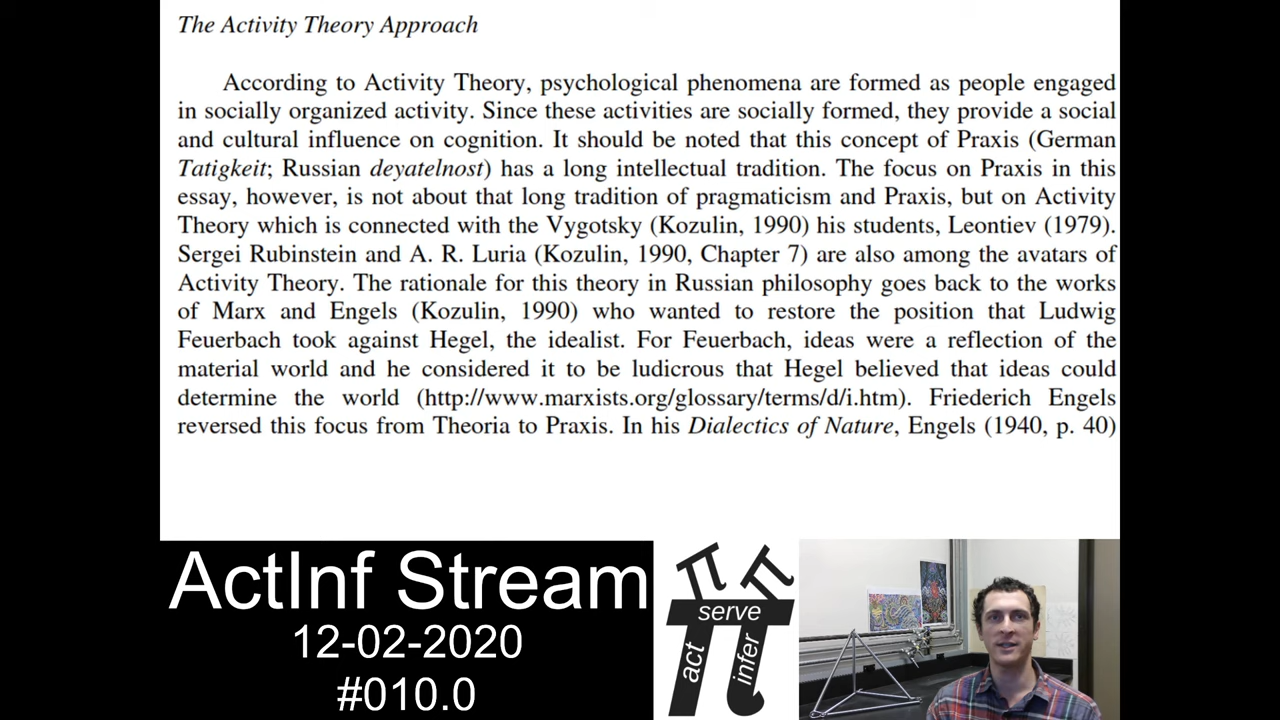 The Activity Theory Approach
According to Activity Theory, psychological phenomena are formed as people engaged
in socially organized activity. Since these activities are socially formed, they provide a social
and cultural influence on cognition. It should be noted that this concept of Praxis (German
Tatigkeit; Russian deyatelnost) has a long intellectual tradition. The focus on Praxis in this
essay, however, is not about that long tradition of pragmaticism and Praxis, but on Activity
Theory which is connected with the Vygotsky (Kozulin, 1990) his students, Leontiev (1979).
Sergei Rubinstein and A. R. Luria (Kozulin, 1990, Chapter 7) are also among the avatars of
Activity Theory. The rationale for this theory in Russian philosophy goes back to the works
of Marx and Engels (Kozulin, 1990) who wanted to restore the position that Ludwig
Feuerbach took against Hegel, the idealist. For Feuerbach, ideas were a reflection of the
material world and he considered it to be ludicrous that Hegel believed that ideas could
determine the world (http://www.marxists.org/glossary/terms/d/i.htm). Friederich Engels
reversed this focus from Theoria to Praxis. In his Dialectics of Nature, Engels (1940, p. 40)
ActInf Stream
12-02-2020
#010.0
π π
serve
π
act
infer